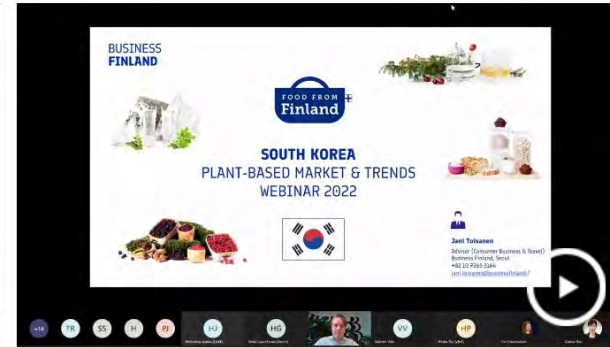 BUSINESS
FINLAND
FOOD FROM
Finland
SOUTH KOREA
PLANT-BASED MARKET & TRENDS
WEBINAR 2022
Jani Toivanen
Advisor (Consumer Business & Travel)
Business Finland, Seoul
TR
SS
H
PJ
HJ
HG
VV
HP